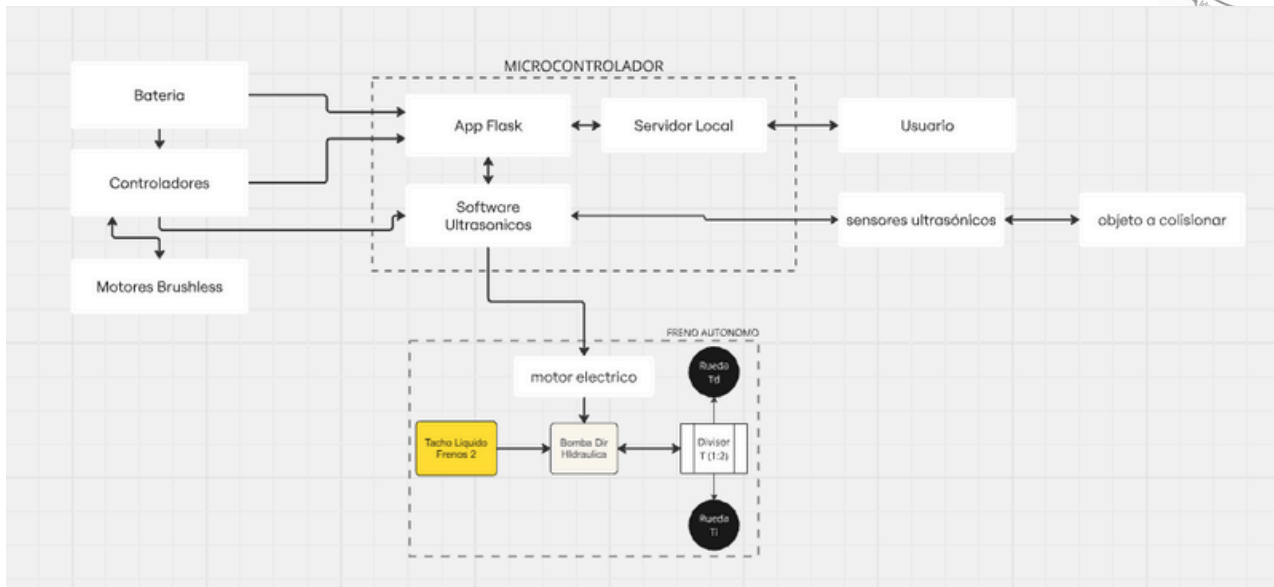 MICROCONTROLADOR
Bateria
App Flask
Servidor Local
Usuario
Controladores
Software
Ultrasonicos
sensores ultrasónicos
objeto a colisionar
Motores Brushless
FRENO AUTONOMO
motor electrico
Rueda
Td
Tacho Liquido
Frenos 2
Bomba Dir
Hidraulica
Divisor
T (1:2)
Rueda
Ti